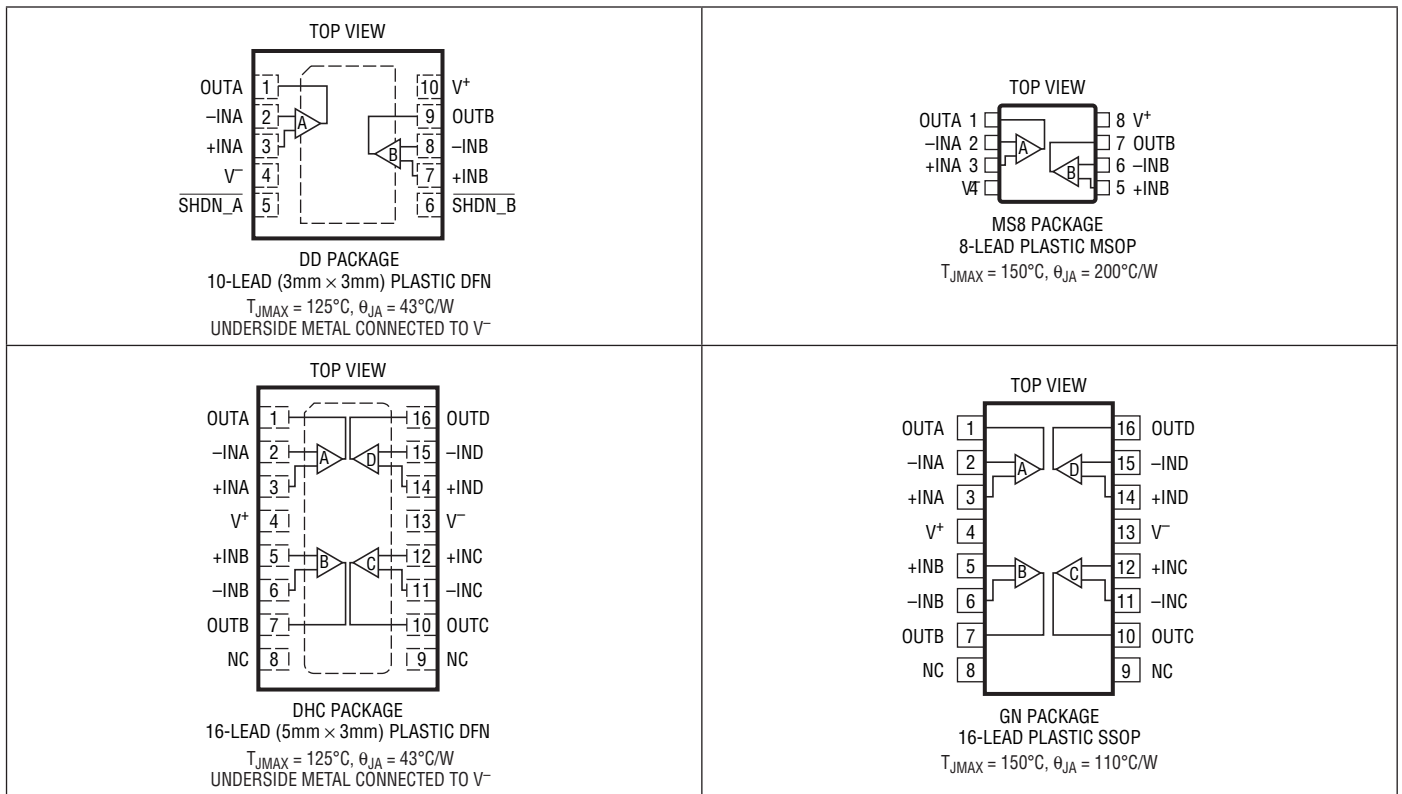 TOP VIEW
OUTA 1 10 V+
–INA 2 9 OUTB
+INA 3 8 –INB
V– 4 7 +INB
SHDN_A 5 6 SHDN_B
A
B
DD PACKAGE
10-LEAD (3mm × 3mm) PLASTIC DFN
TJMAX = 125°C, θJA = 43°C/W
UNDERSIDE METAL CONNECTED TO V–
TOP VIEW
OUTA 1 8 V+
–INA 2 7 OUTB
+INA 3 6 –INB
V– 4 5 +INB
A
B
MS8 PACKAGE
8-LEAD PLASTIC MSOP
TJMAX = 150°C, θJA = 200°C/W
TOP VIEW
OUTA 1 16 OUTD
–INA 2 15 –IND
+INA 3 14 +IND
V+ 4 13 V–
+INB 5 12 +INC
–INB 6 11 –INC
OUTB 7 10 OUTC
NC 8 9 NC
A D
B C
DHC PACKAGE
16-LEAD (5mm × 3mm) PLASTIC DFN
TJMAX = 125°C, θJA = 43°C/W
UNDERSIDE METAL CONNECTED TO V–
TOP VIEW
OUTA 1 16 OUTD
–INA 2 15 –IND
+INA 3 14 +IND
V+ 4 13 V–
+INB 5 12 +INC
–INB 6 11 –INC
OUTB 7 10 OUTC
NC 8 9 NC
A D
B C
GN PACKAGE
16-LEAD PLASTIC SSOP
TJMAX = 150°C, θJA = 110°C/W